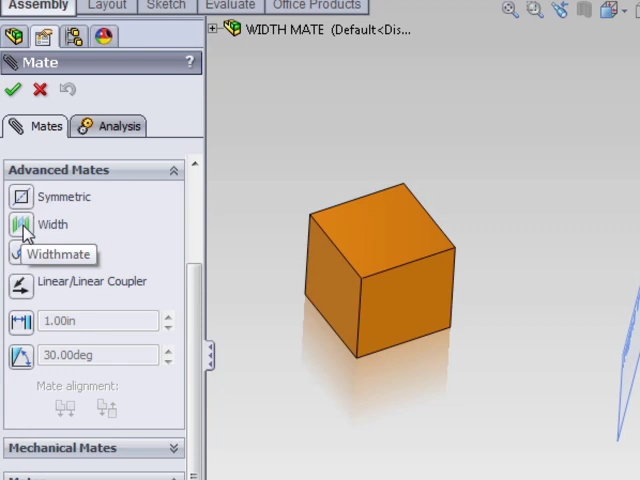 Assembly Layout Sketch Evaluate Office Products
WIDTH MATE (Default<Dis...
Mate ?
Mates Analysis
Advanced Mates
Symmetric
Width
Widthmate
Linear/Linear Coupler
1.00in
30.00deg
Mate alignment:
Mechanical Mates